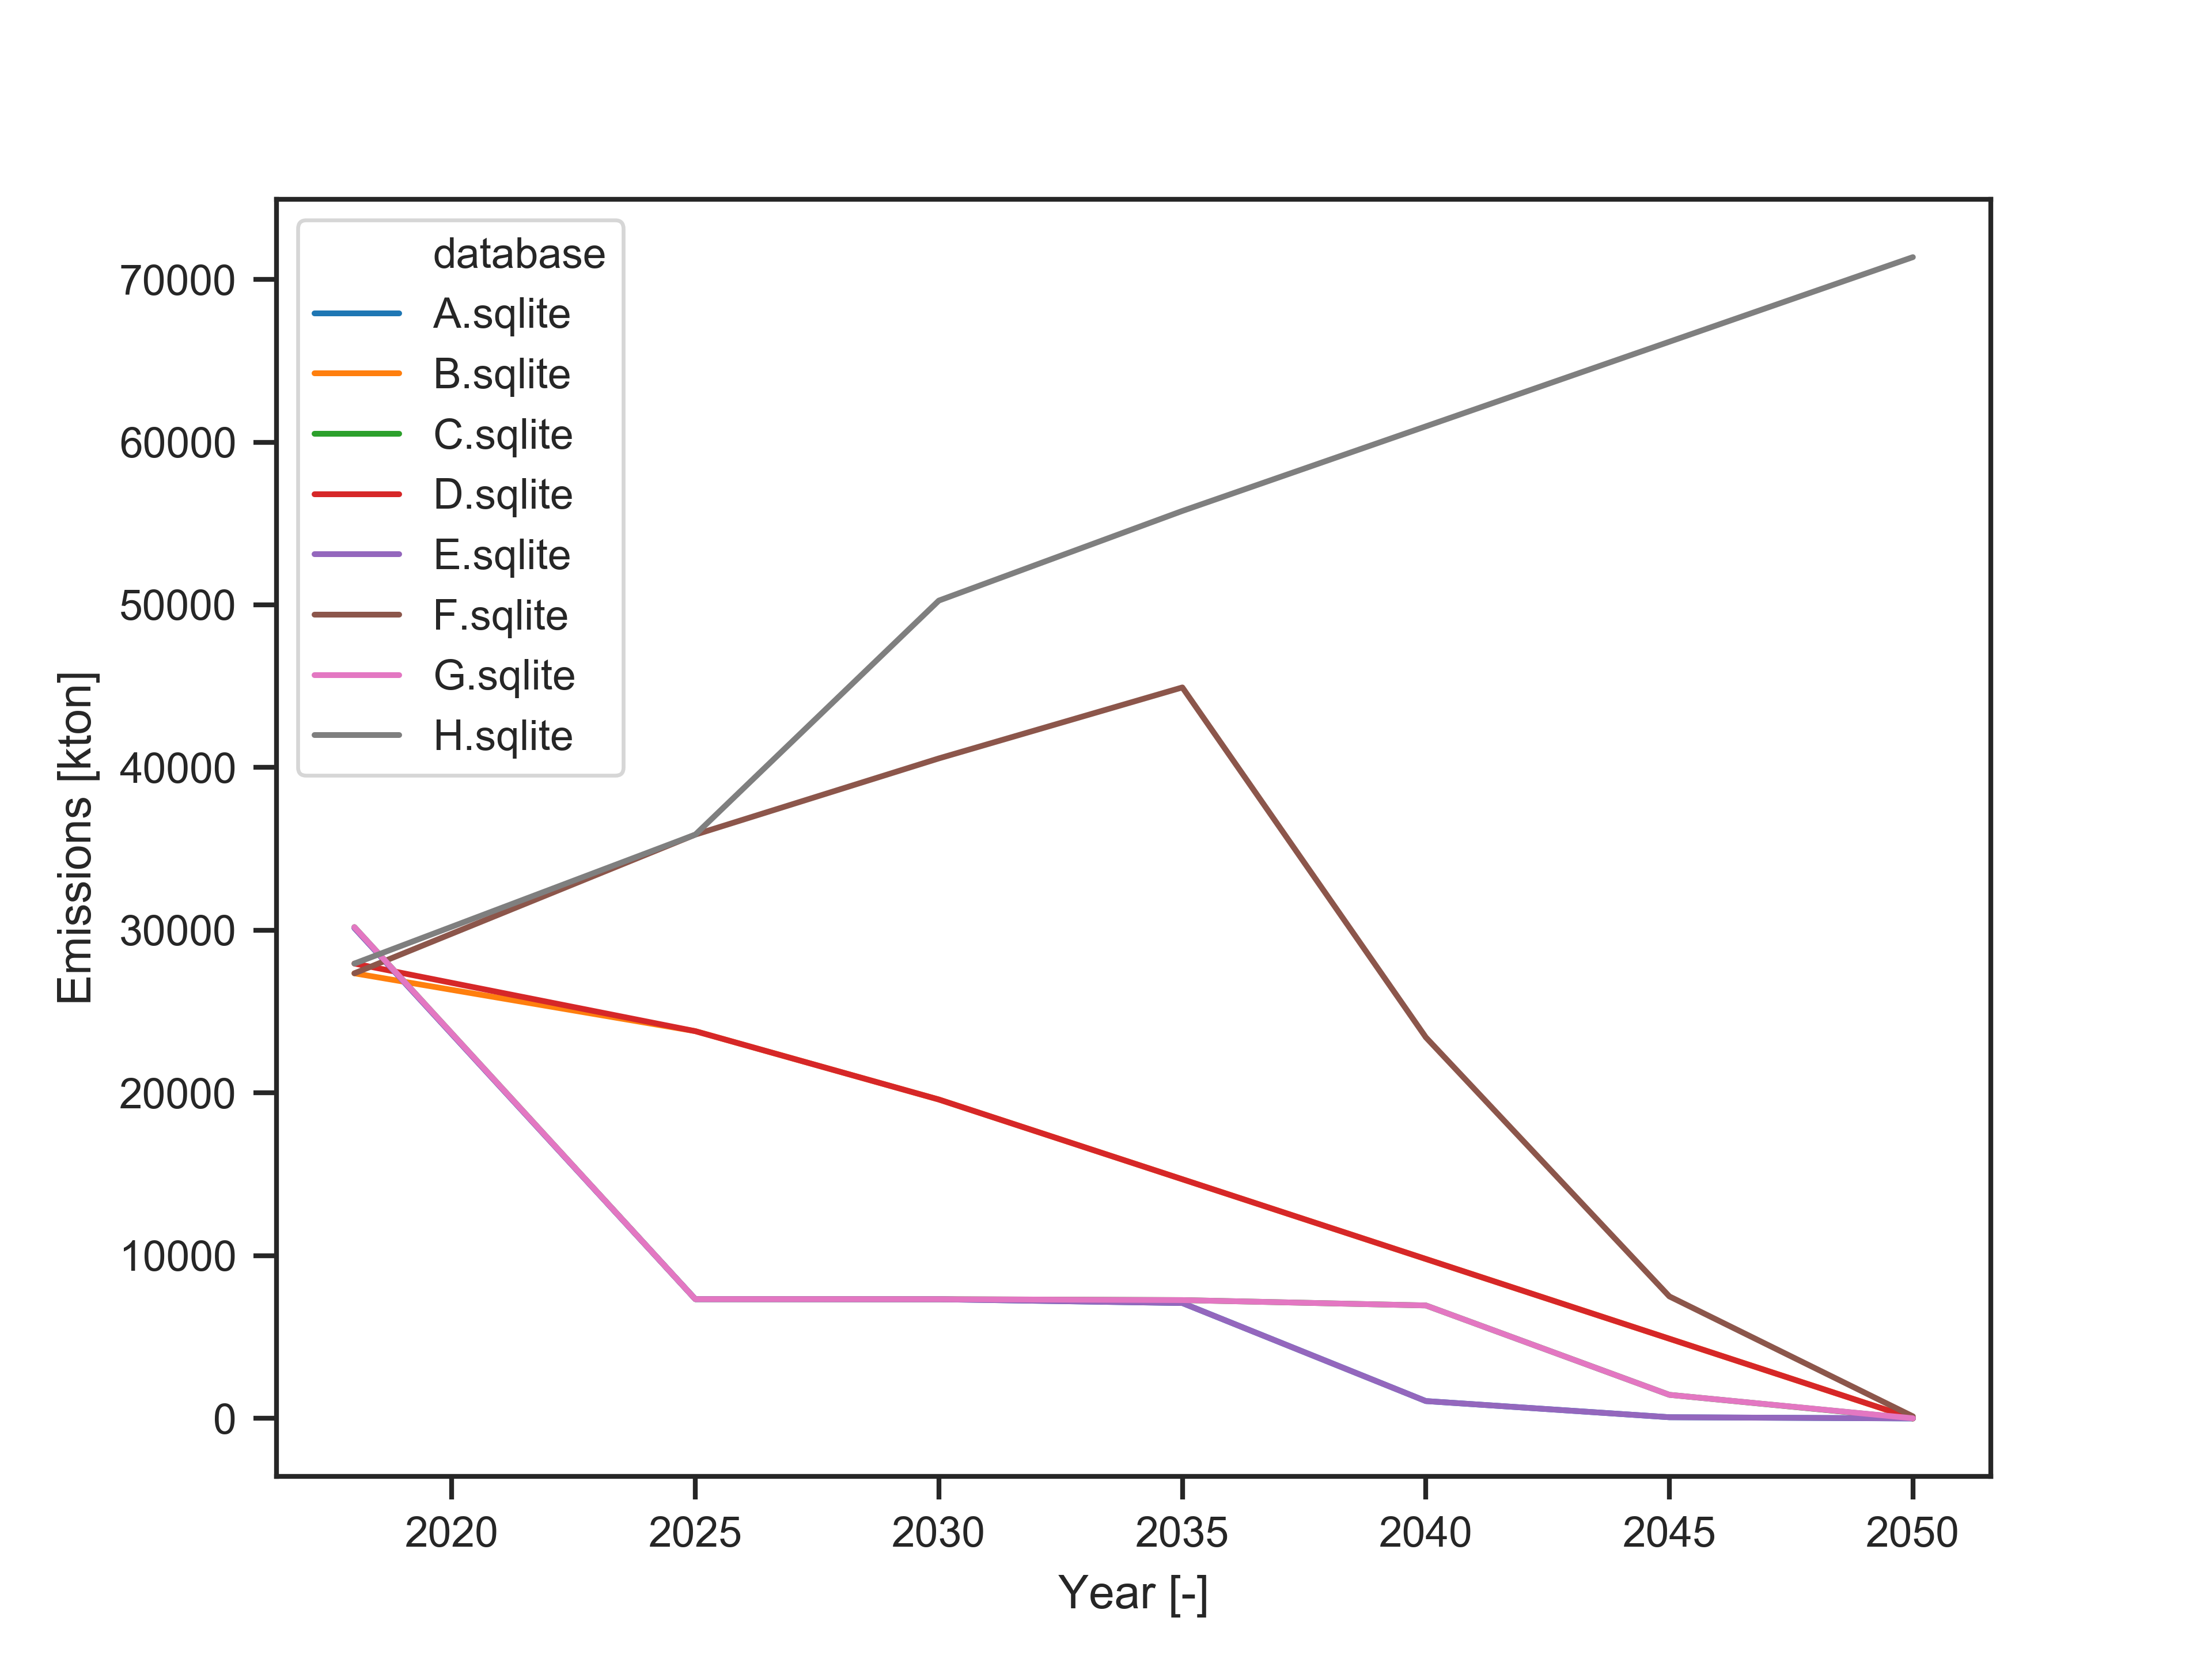 database
A.sqlite
B.sqlite
C.sqlite
D.sqlite
E.sqlite
F.sqlite
G.sqlite
H.sqlite
Emissions [kton]
70000
60000
50000
40000
30000
20000
10000
0
2020 2025 2030 2035 2040 2045 2050
Year [-]